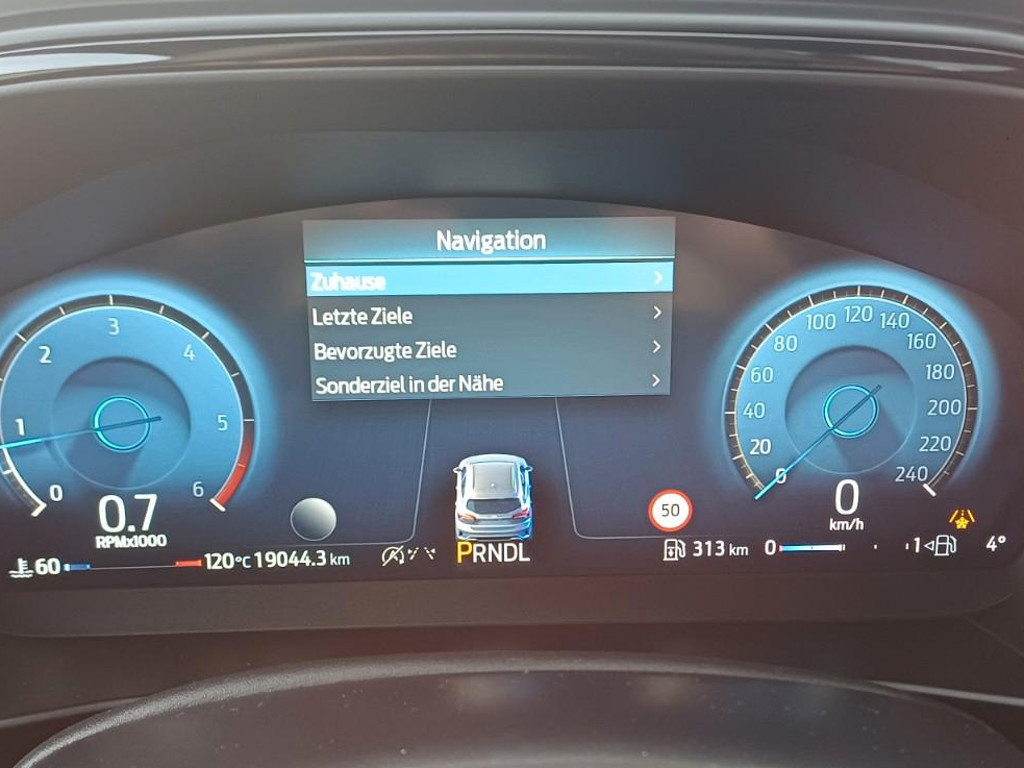 Navigation
Zuhause
Letzte Ziele
Bevorzugte Ziele
Sonderziel in der Nähe
0 1 2 3 4 5 6
0.7
RPMx1000
0 20 40 60 80 100 120 140 160 180 200 220 240
0
km/h
50
PRNDL
60 120°C 19044.3 km
313 km 0 1 4°